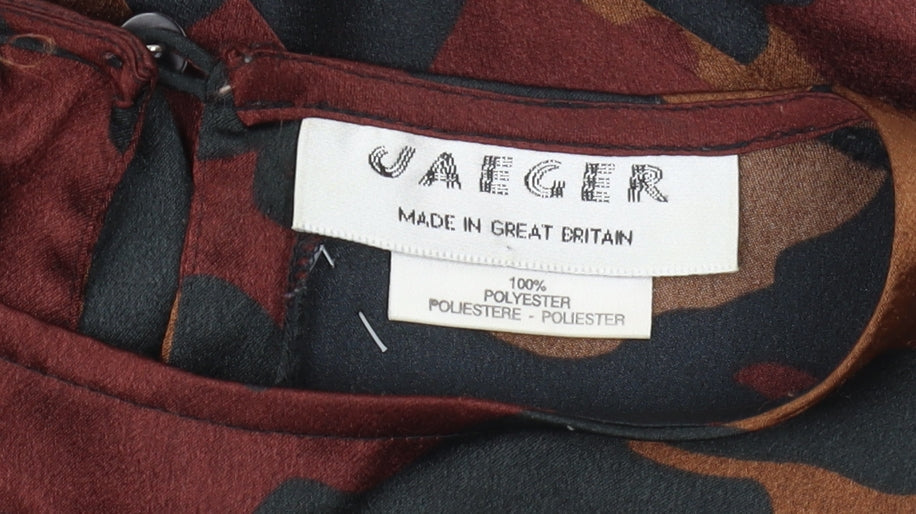 JAEGER
MADE IN GREAT BRITAIN
100%
POLYESTER
POLIESTERE - POLIESTER